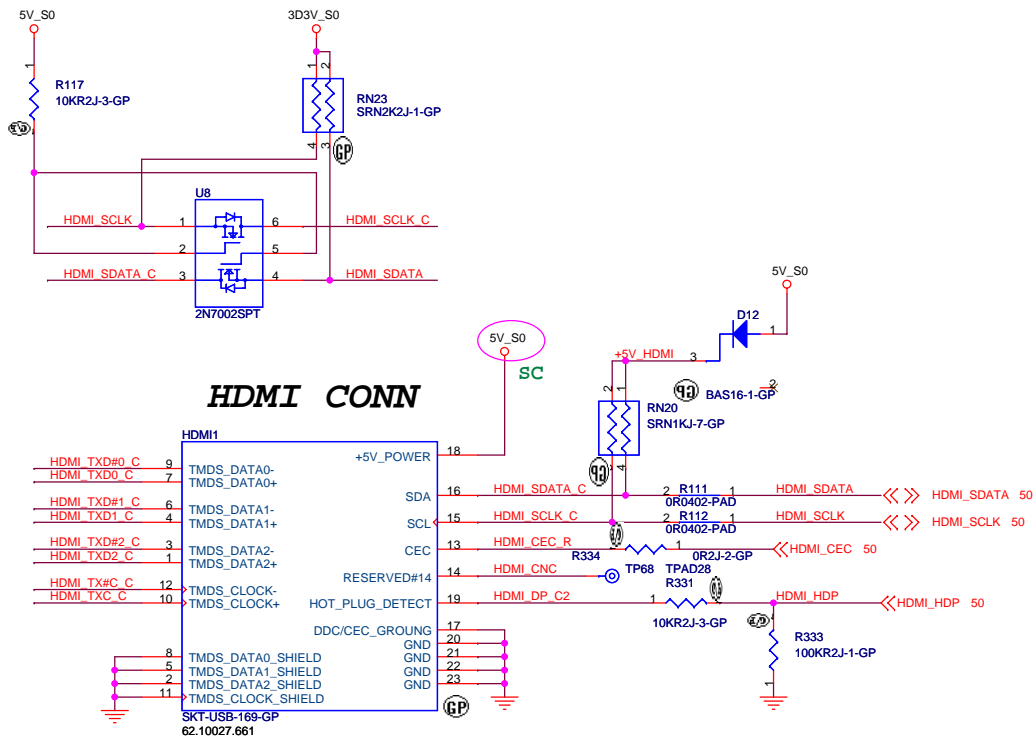 5V_S0
3D3V_S0
1
R117
10KR2J-3-GP
1 2
RN23
SRN2K2J-1-GP
4 3
GP
U8
HDMI_SCLK 1 6 HDMI_SCLK_C
2 5
HDMI_SDATA_C 3 4 HDMI_SDATA
2N7002SPT
5V_S0
D12
1
+5V_HDMI 3
2
BAS16-1-GP
GP
5V_S0
SC
HDMI CONN
2 1
RN20
SRN1KJ-7-GP
3 4
GP
HDMI1
+5V_POWER 18
HDMI_TXD#0_C 9 TMDS_DATA0-
HDMI_TXD0_C 7 TMDS_DATA0+
HDMI_TXD#1_C 6 TMDS_DATA1-
HDMI_TXD1_C 4 TMDS_DATA1+
HDMI_TXD#2_C 3 TMDS_DATA2-
HDMI_TXD2_C 1 TMDS_DATA2+
HDMI_TX#C_C 12 TMDS_CLOCK-
HDMI_TXC_C 10 TMDS_CLOCK+
SDA 16 HDMI_SDATA_C 2 R111 1 HDMI_SDATA HDMI_SDATA 50
0R0402-PAD
SCL 15 HDMI_SCLK_C 2 R112 1 HDMI_SCLK HDMI_SCLK 50
0R0402-PAD
CEC 13 HDMI_CEC_R R334 1 0R2J-2-GP HDMI_CEC 50
RESERVED#14 14 HDMI_CNC TP68 TPAD28
HOT_PLUG_DETECT 19 HDMI_DP_C2 1 R331 HDMI_HDP HDMI_HDP 50
10KR2J-3-GP
R333
100KR2J-1-GP
1
DDC/CEC_GROUNG 17
GND 20
GND 21
GND 22
GND 23
8 TMDS_DATA0_SHIELD
5 TMDS_DATA1_SHIELD
2 TMDS_DATA2_SHIELD
11 TMDS_CLOCK_SHIELD
GP
SKT-USB-169-GP
62.10027.661